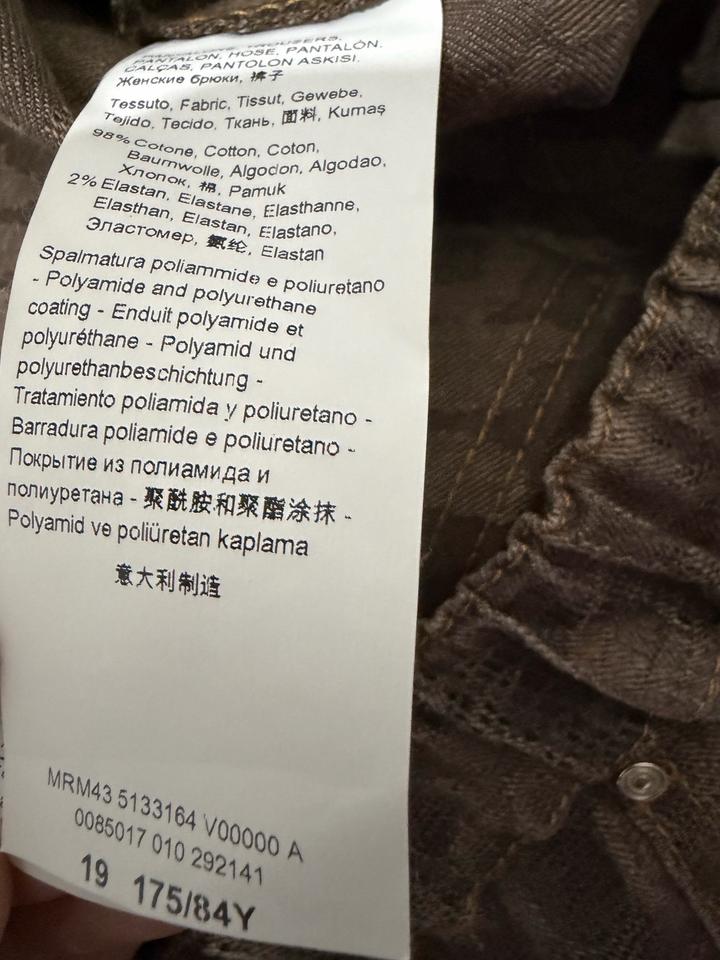 TROUSERS,
PANTALON, HOSE, PANTALÓN,
CALÇAS, PANTOLON ASKISI.
Женские брюки, 裤子
Tessuto, Fabric, Tissut, Gewebe,
Tejido, Tecido, Ткань, 面料, Kumaş
98% Cotone, Cotton, Coton,
Baumwolle, Algodon, Algodao,
Хлопок, 棉, Pamuk
2% Elastan, Elastane, Elasthanne,
Elasthan, Elastan, Elastano,
Эластомер, 氨纶, Elastan
Spalmatura poliammide e poliuretano
- Polyamide and polyurethane
coating - Enduit polyamide et
polyuréthane - Polyamid und
polyurethanbeschichtung -
Tratamiento poliamida y poliuretano -
Barradura poliamide e poliuretano -
Покрытие из полиамида и
полиуретана - 聚酰胺和聚酯涂抹 -
Polyamid ve poliüretan kaplama
意大利制造
MRM43 5133164 V00000 A
0085017 010 292141
19 175/84Y